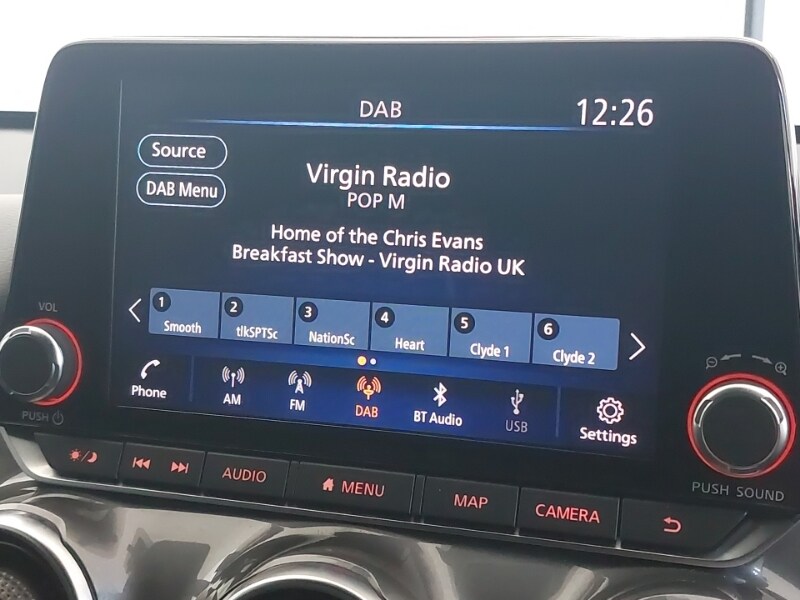 DAB
12:26
Source
DAB Menu
Virgin Radio
POP M
Home of the Chris Evans
Breakfast Show - Virgin Radio UK
1 Smooth
2 tlkSPTSc
3 NationSc
4 Heart
5 Clyde 1
6 Clyde 2
Phone
AM
FM
DAB
BT Audio
USB
Settings
VOL
PUSH
PUSH SOUND
AUDIO
MENU
MAP
CAMERA